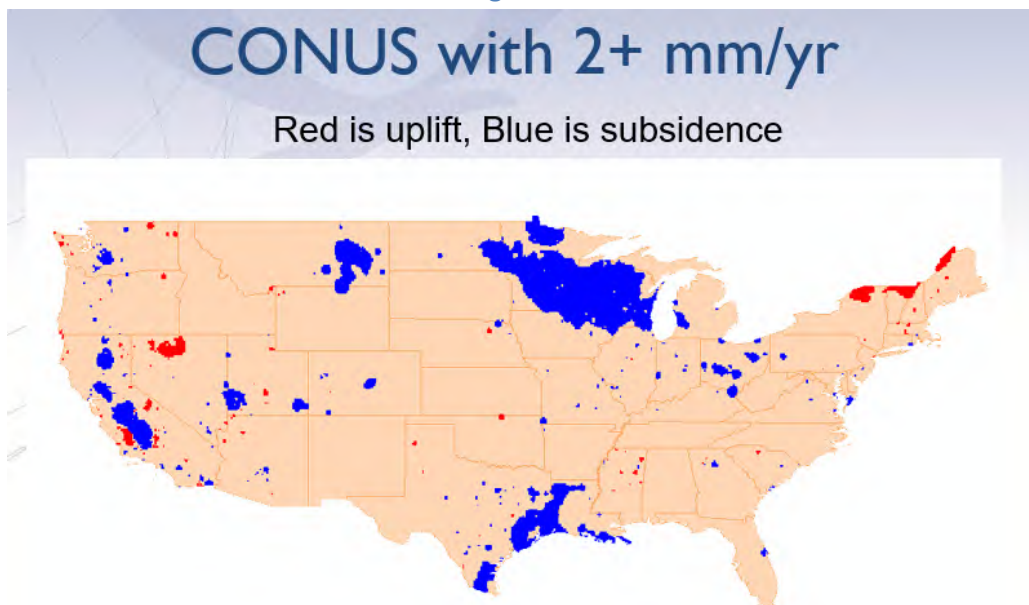 CONUS with 2+ mm/yr
Red is uplift, Blue is subsidence